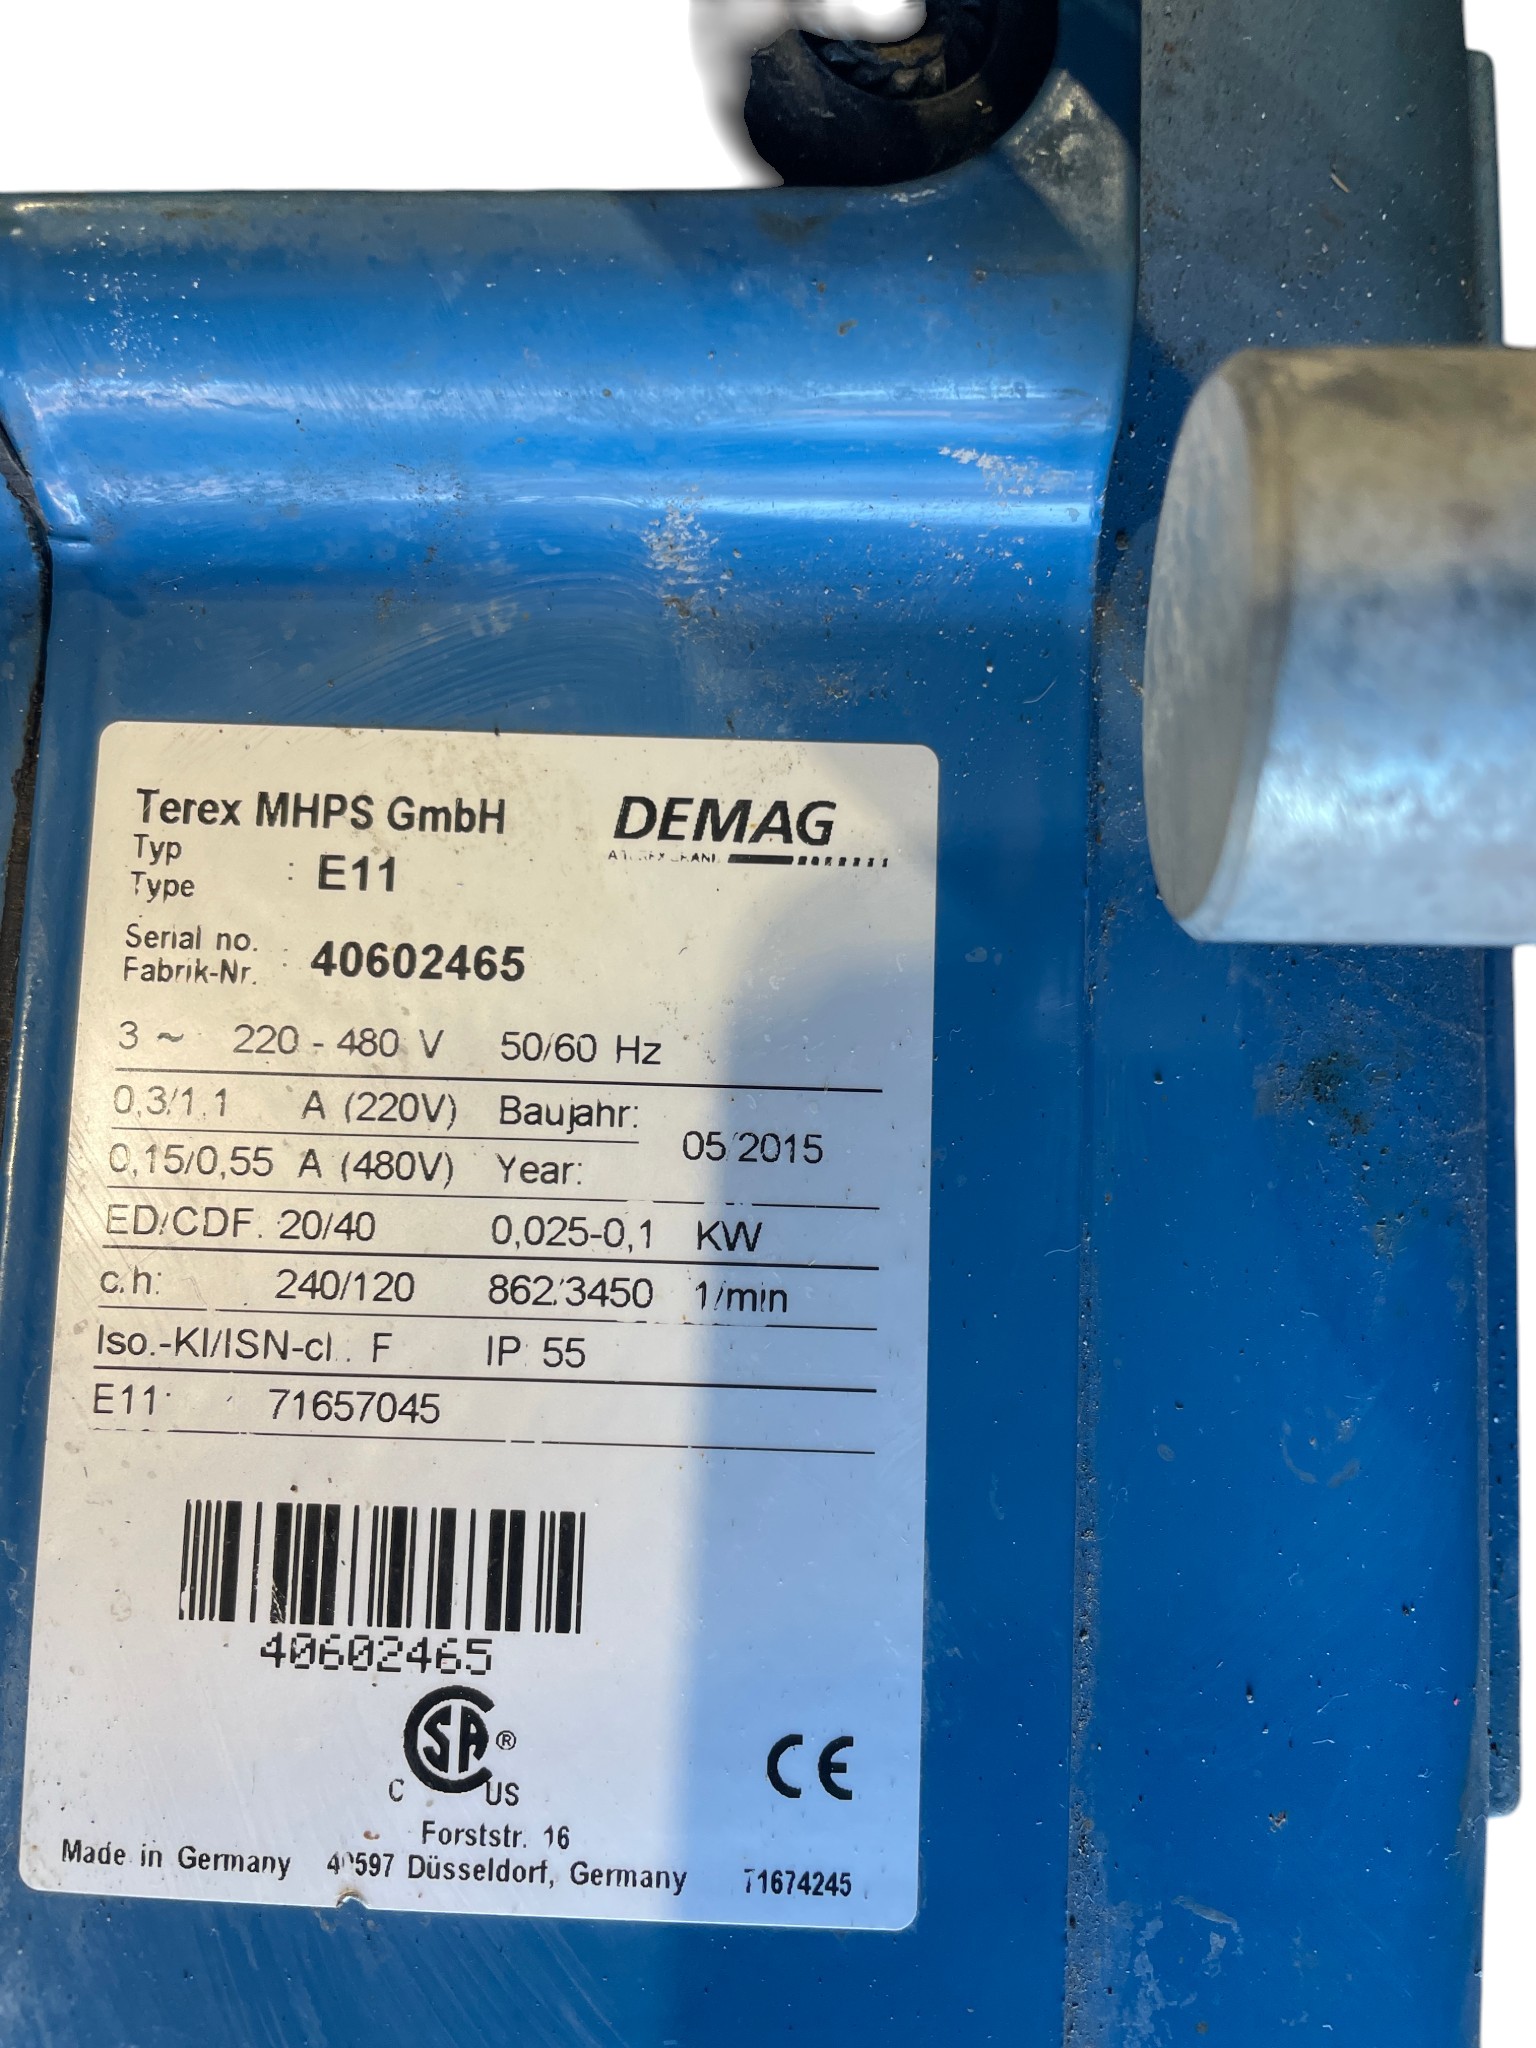 Terex MHPS GmbH
DEMAG
Typ
Type : E11
Serial no.
Fabrik-Nr. : 40602465
3 ~ 220 - 480 V 50/60 Hz
0,3/1,1 A (220V) Baujahr:
05/2015
0,15/0,55 A (480V) Year:
ED/CDF. 20/40 0,025-0,1 KW
c.h: 240/120 862/3450 1/min
Iso.-Kl/ISN-cl.: F IP 55
E11: 71657045
40602465
CSA ®
C US
CE
Forststr. 16
Made in Germany 40597 Düsseldorf, Germany 71674245